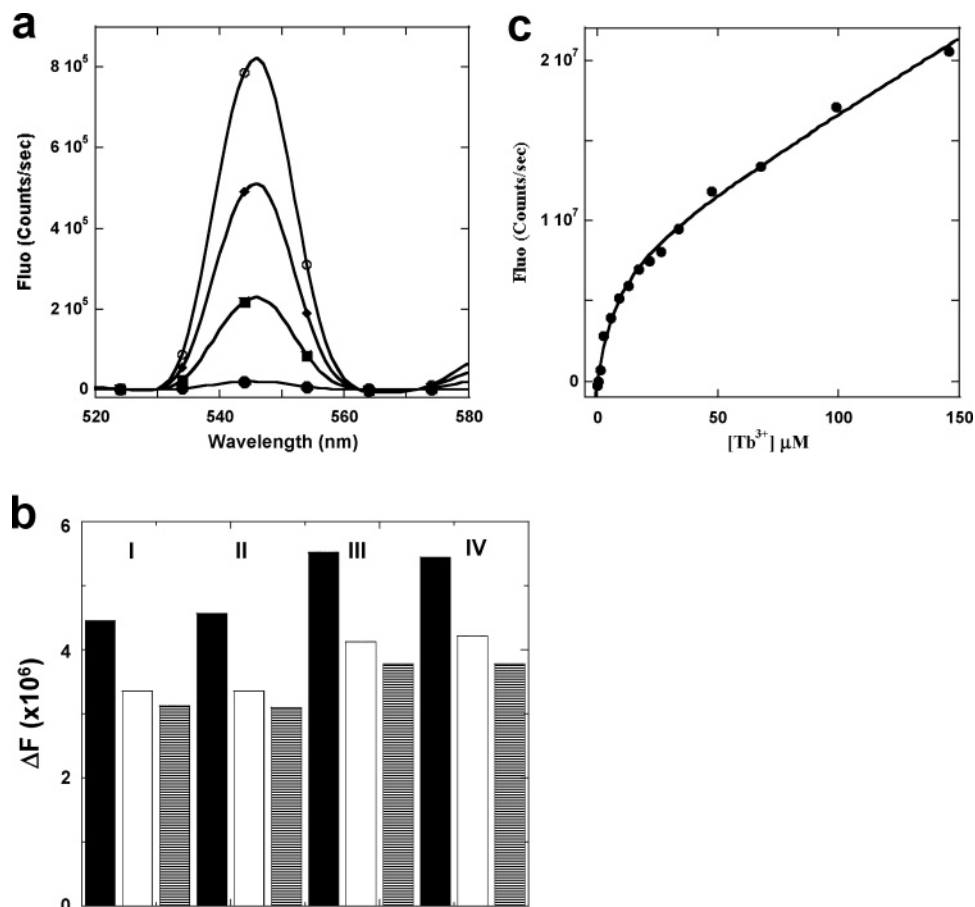 a
8 10⁵
6 10⁵
4 10⁵
2 10⁵
0
Fluo (Counts/sec)
520 540 560 580
Wavelength (nm)
c
2 10⁷
1 10⁷
0
Fluo (Counts/sec)
0 50 100 150
[Tb³⁺] μM
b
6
4
2
0
ΔF (x10⁶)
I II III IV